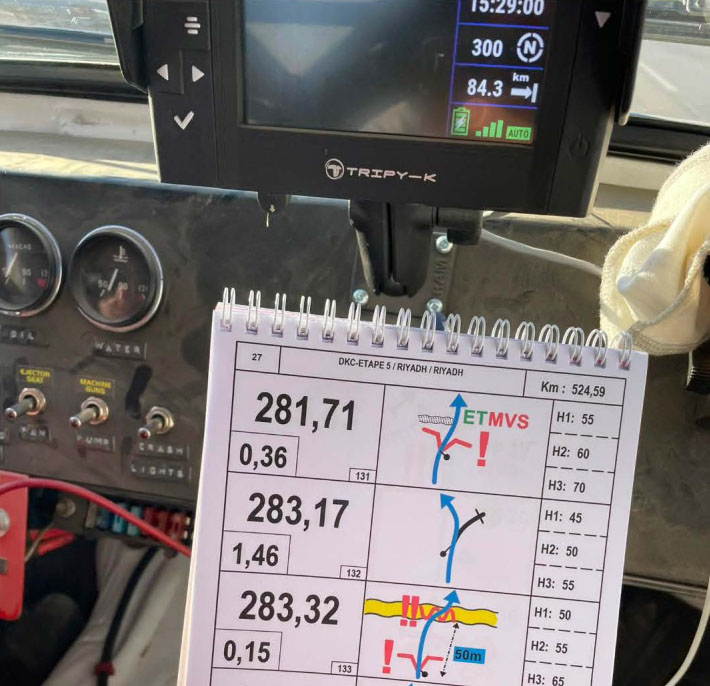 15:29:00
300 N
km
84.3
AUTO
TRIPY-K
OIL
WATER
EJECTOR
SEAT
MACHINE
GUNS
FAN
PUMP
CRASH
LIGHTS
27
DKC-ETAPE 5 / RIYADH / RIYADH
Km : 524,59
281,71
0,36
131
ETMVS
!
H1: 55
H2: 60
H3: 70
283,17
1,46
132
H1: 45
H2: 50
H3: 55
283,32
0,15
133
!!
!
50m
H1: 50
H2: 55
H3: 65